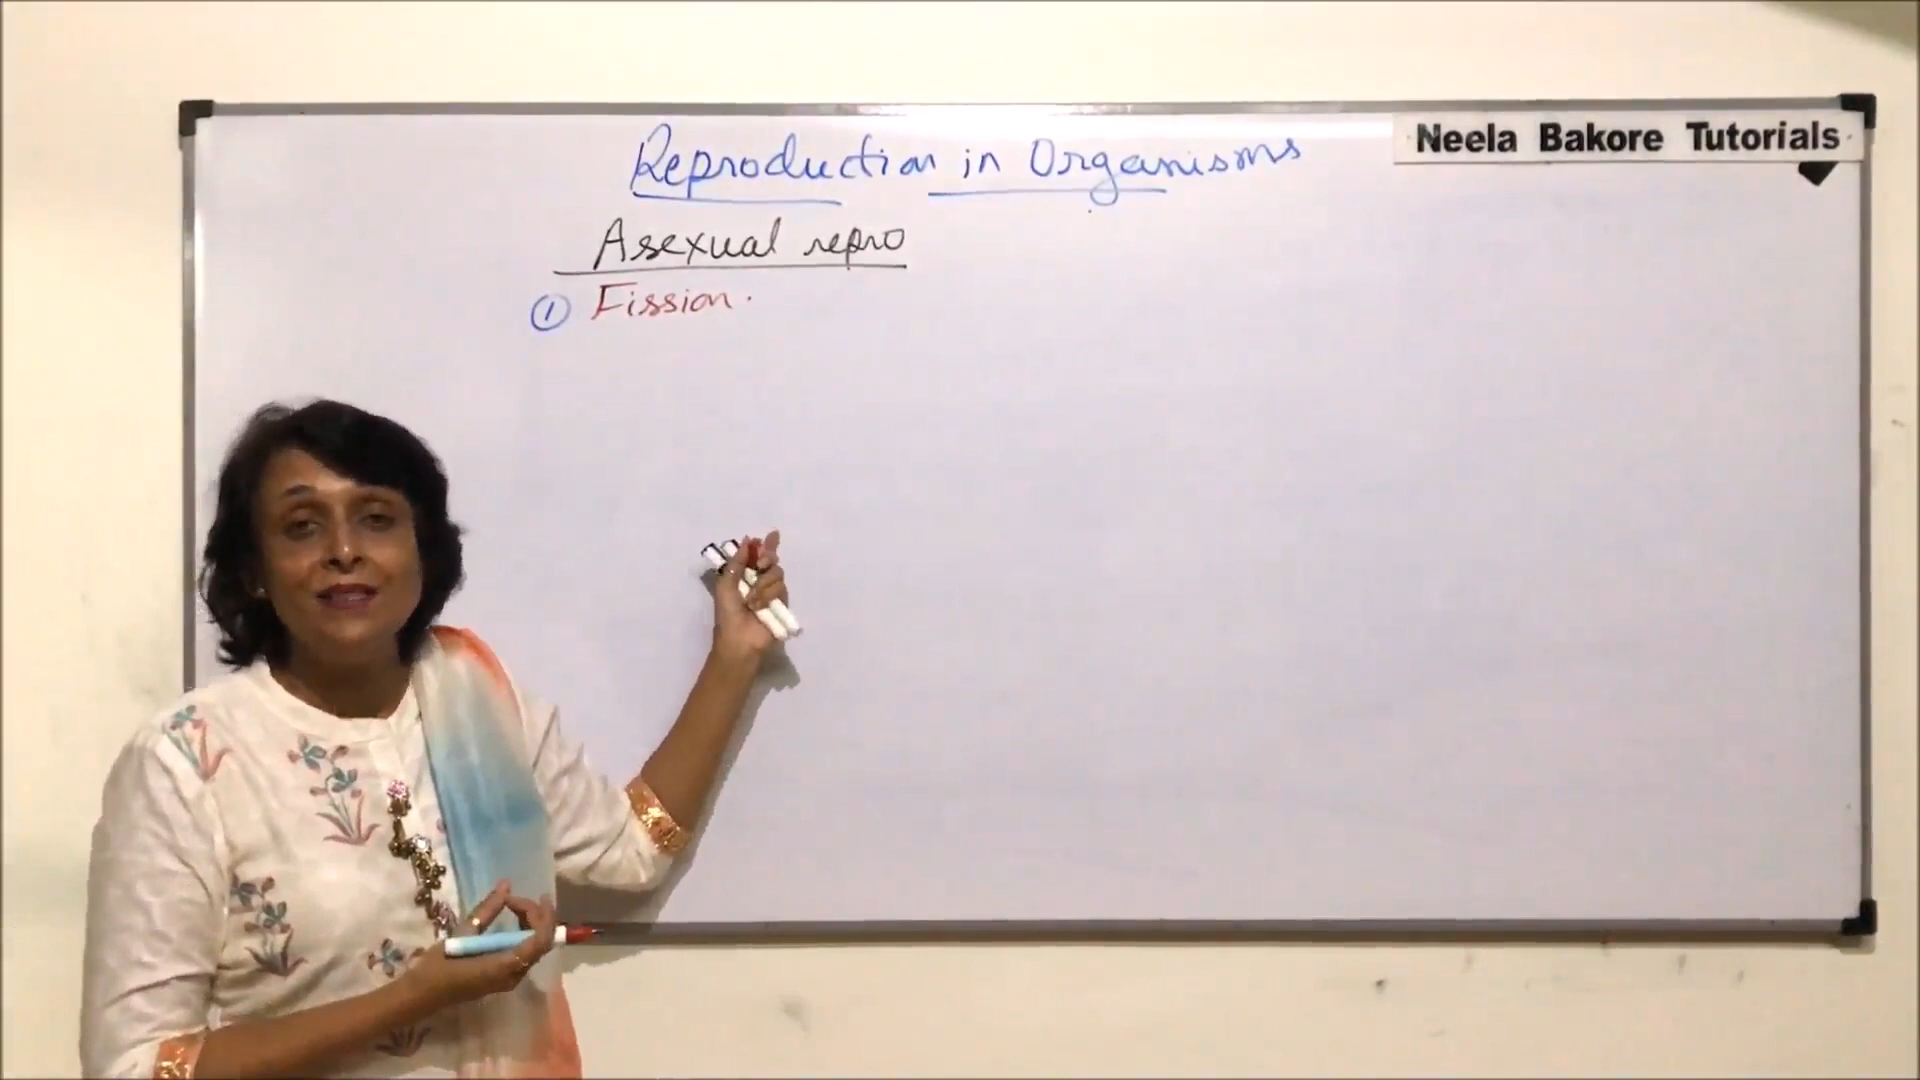 Neela Bakore Tutorials
Reproduction in Organisms
Asexual repro
① Fission.